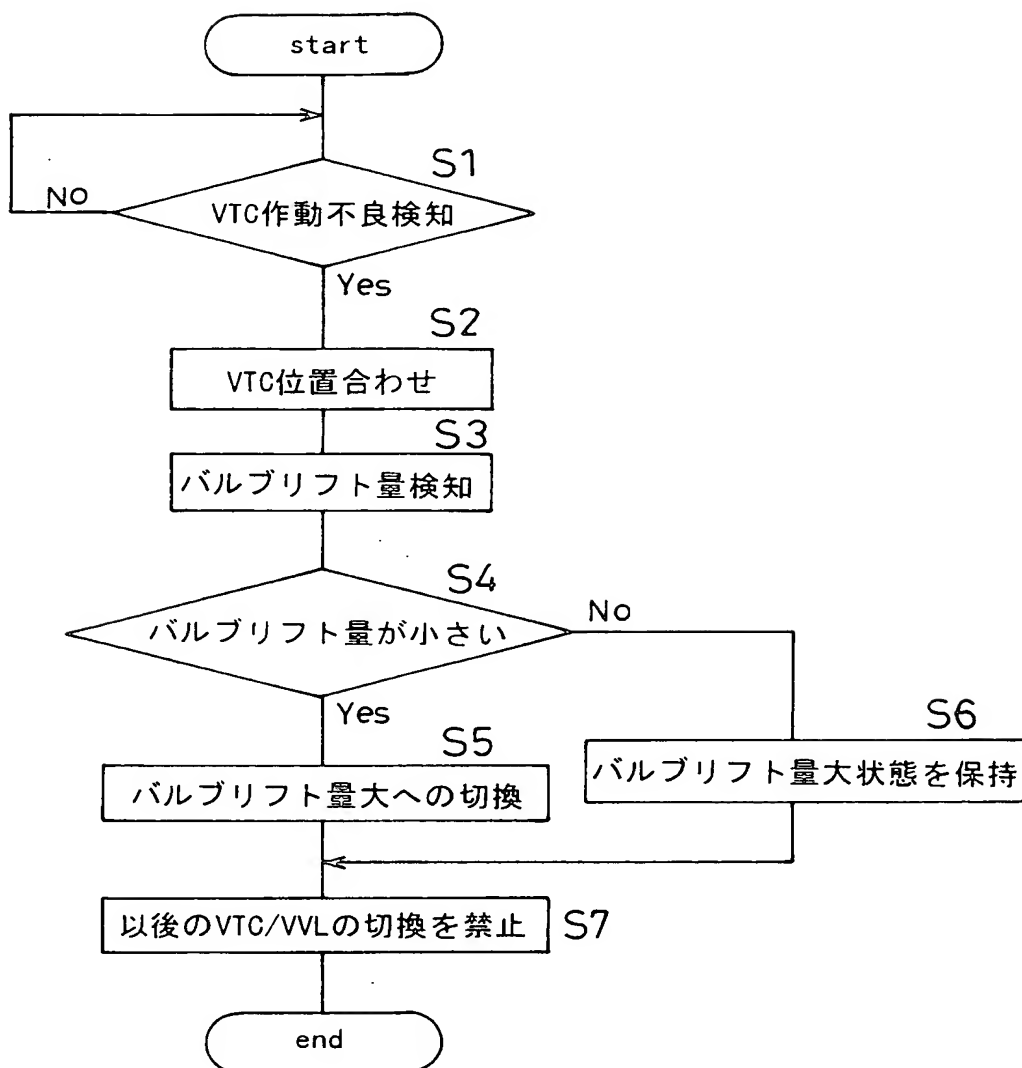 start
S1
No
VTC作動不良検知
Yes
S2
VTC位置合わせ
S3
バルブリフト量検知
S4
バルブリフト量が小さい
No
Yes
S5
バルブリフト量大への切換
S6
バルブリフト量大状態を保持
以後のVTC/VVLの切換を禁止
S7
end